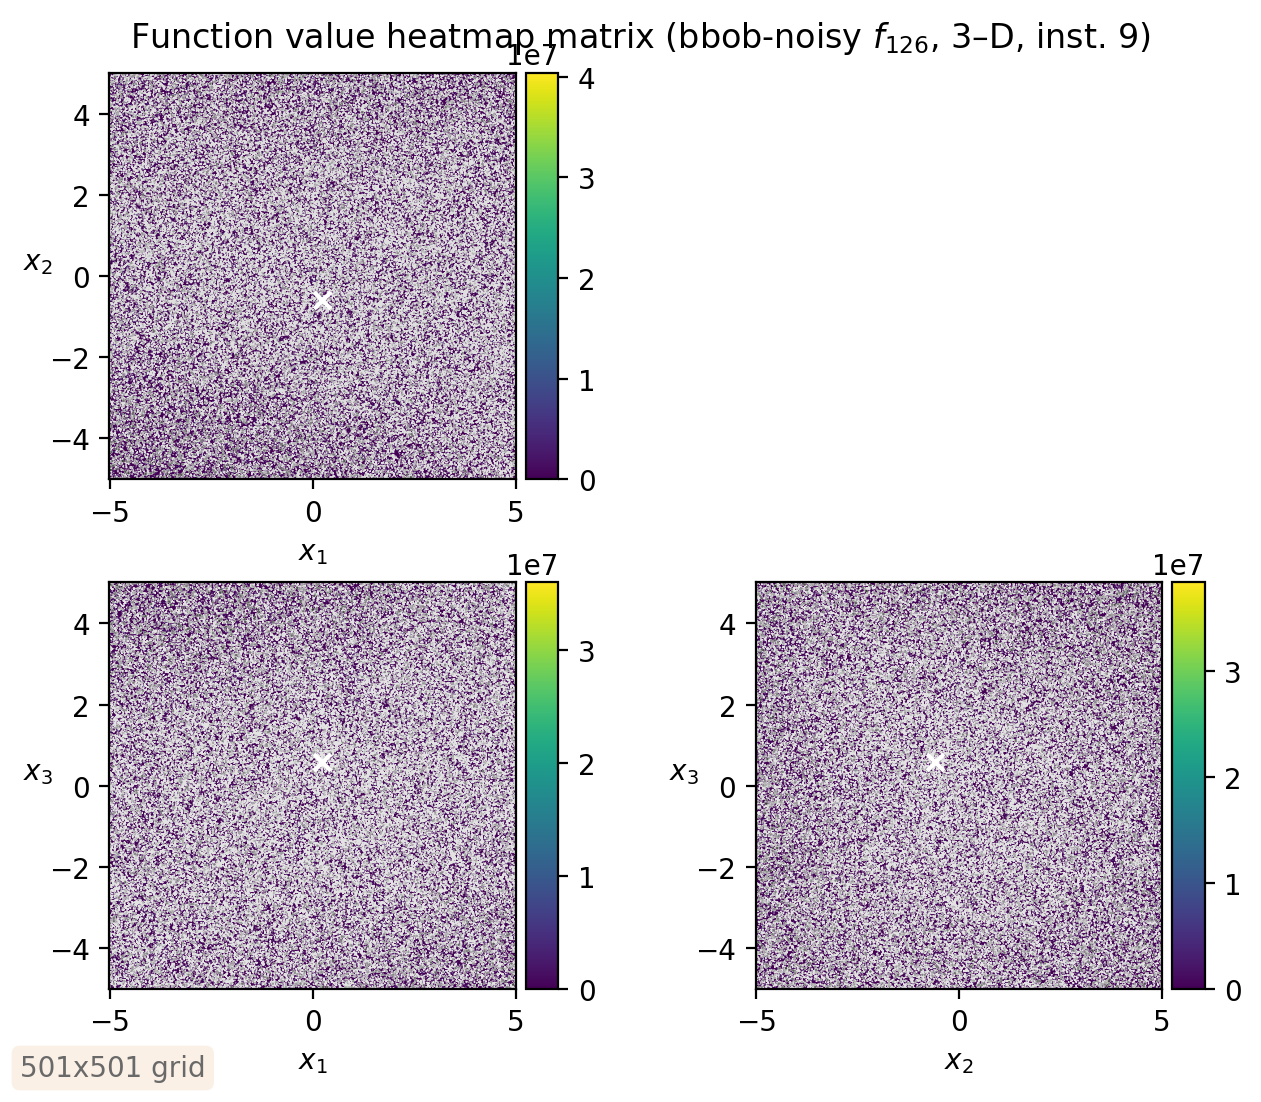 Function value heatmap matrix (bbob-noisy f₁₂₆, 3–D, inst. 9)
1e7
4
3
2
1
0
4
2
0
−2
−4
x₂
−5 0 5
x₁
1e7
3
2
1
0
4
2
0
−2
−4
x₃
−5 0 5
x₁
1e7
3
2
1
0
4
2
0
−2
−4
x₃
−5 0 5
x₂
501x501 grid